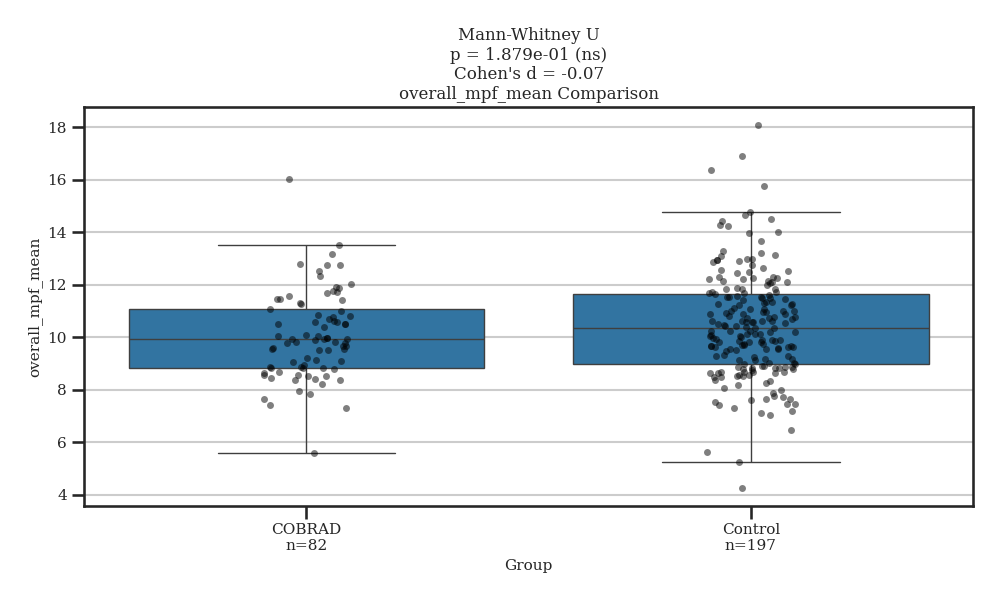 Mann-Whitney U
p = 1.879e-01 (ns)
Cohen's d = -0.07
overall_mpf_mean Comparison
overall_mpf_mean
18
16
14
12
10
8
6
4
COBRAD
n=82
Control
n=197
Group